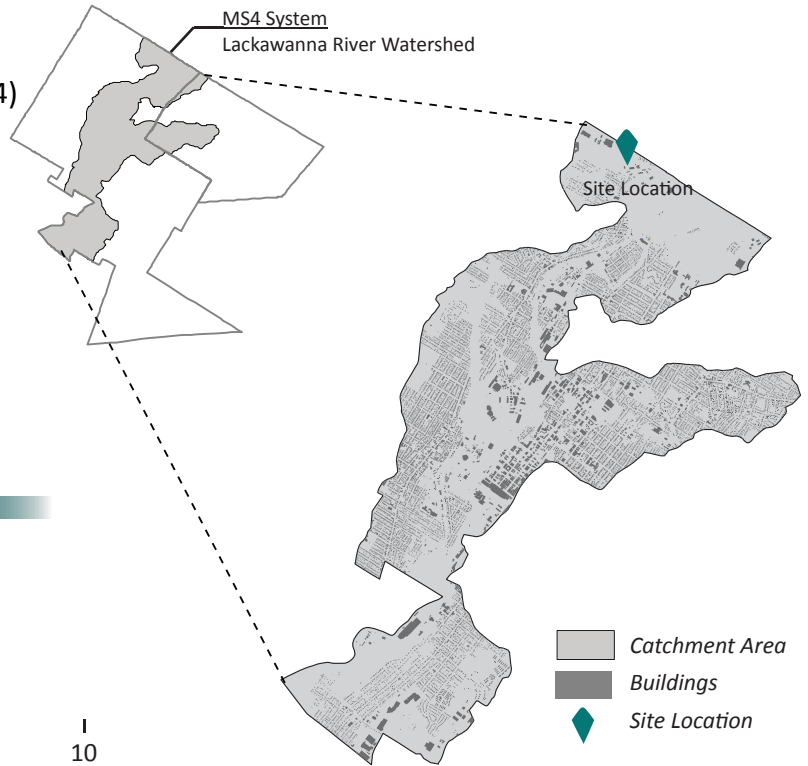 MS4 System
Lackawanna River Watershed
4)
Site Location
Catchment Area
Buildings
Site Location
10